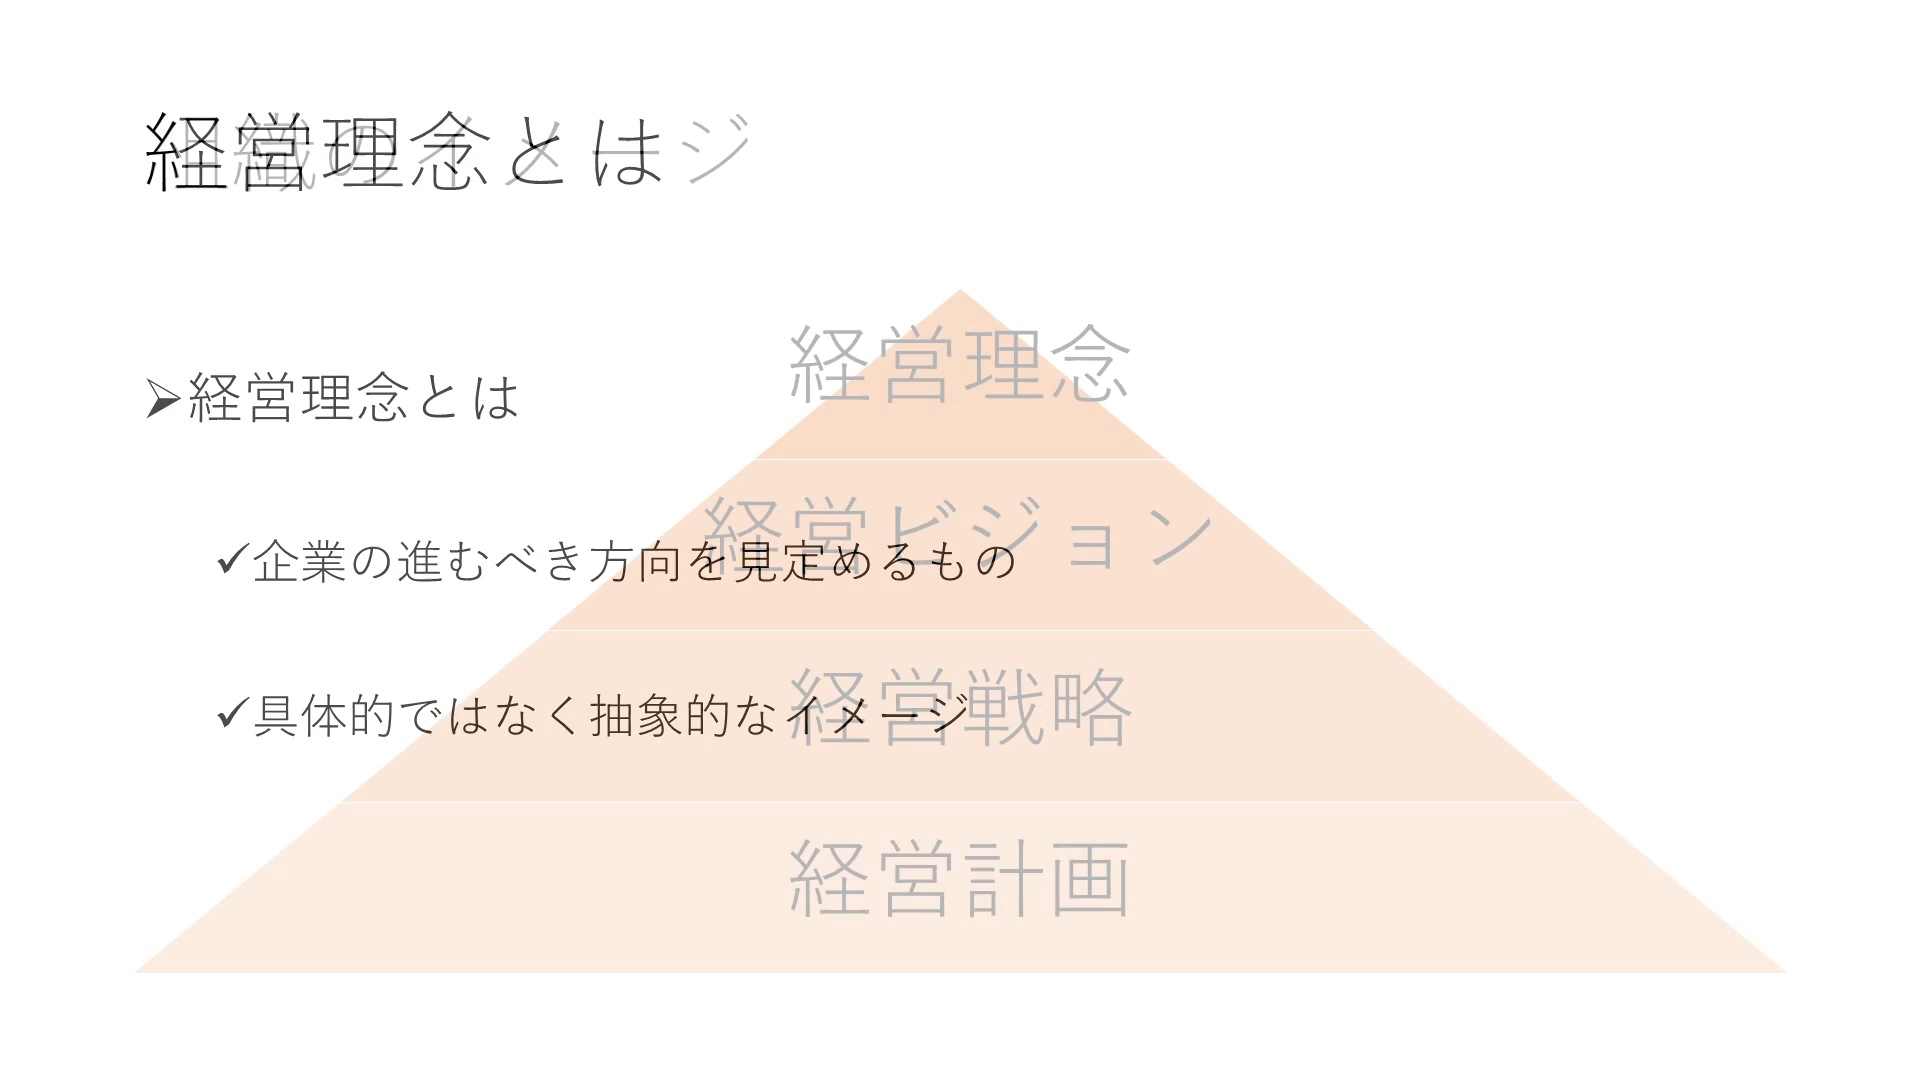 経営理念とは
組織のイメージ
➢経営理念とは
✓企業の進むべき方向を見定めるもの
✓具体的ではなく抽象的なイメージ
経営理念
経営ビジョン
経営戦略
経営計画